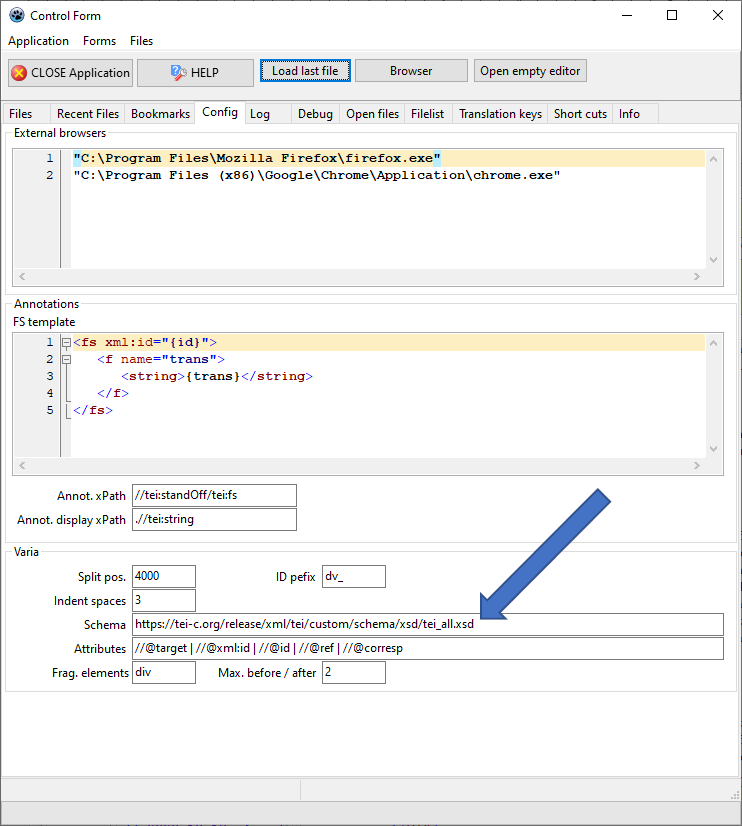 Control Form
Application Forms Files
CLOSE Application HELP Load last file Browser Open empty editor
Files Recent Files Bookmarks Config Log Debug Open files Filelist Translation keys Short cuts Info
External browsers
1 "C:\Program Files\Mozilla Firefox\firefox.exe"
2 "C:\Program Files (x86)\Google\Chrome\Application\chrome.exe"
Annotations
FS template
1 <fs xml:id="{id}">
2 <f name="trans">
3 <string>{trans}</string>
4 </f>
5 </fs>
Annot. xPath //tei:standOff/tei:fs
Annot. display xPath .//tei:string
Varia
Split pos. 4000 ID pefix dv_
Indent spaces 3
Schema https://tei-c.org/release/xml/tei/custom/schema/xsd/tei_all.xsd
Attributes //@target | //@xml:id | //@id | //@ref | //@corresp
Frag. elements div Max. before / after 2